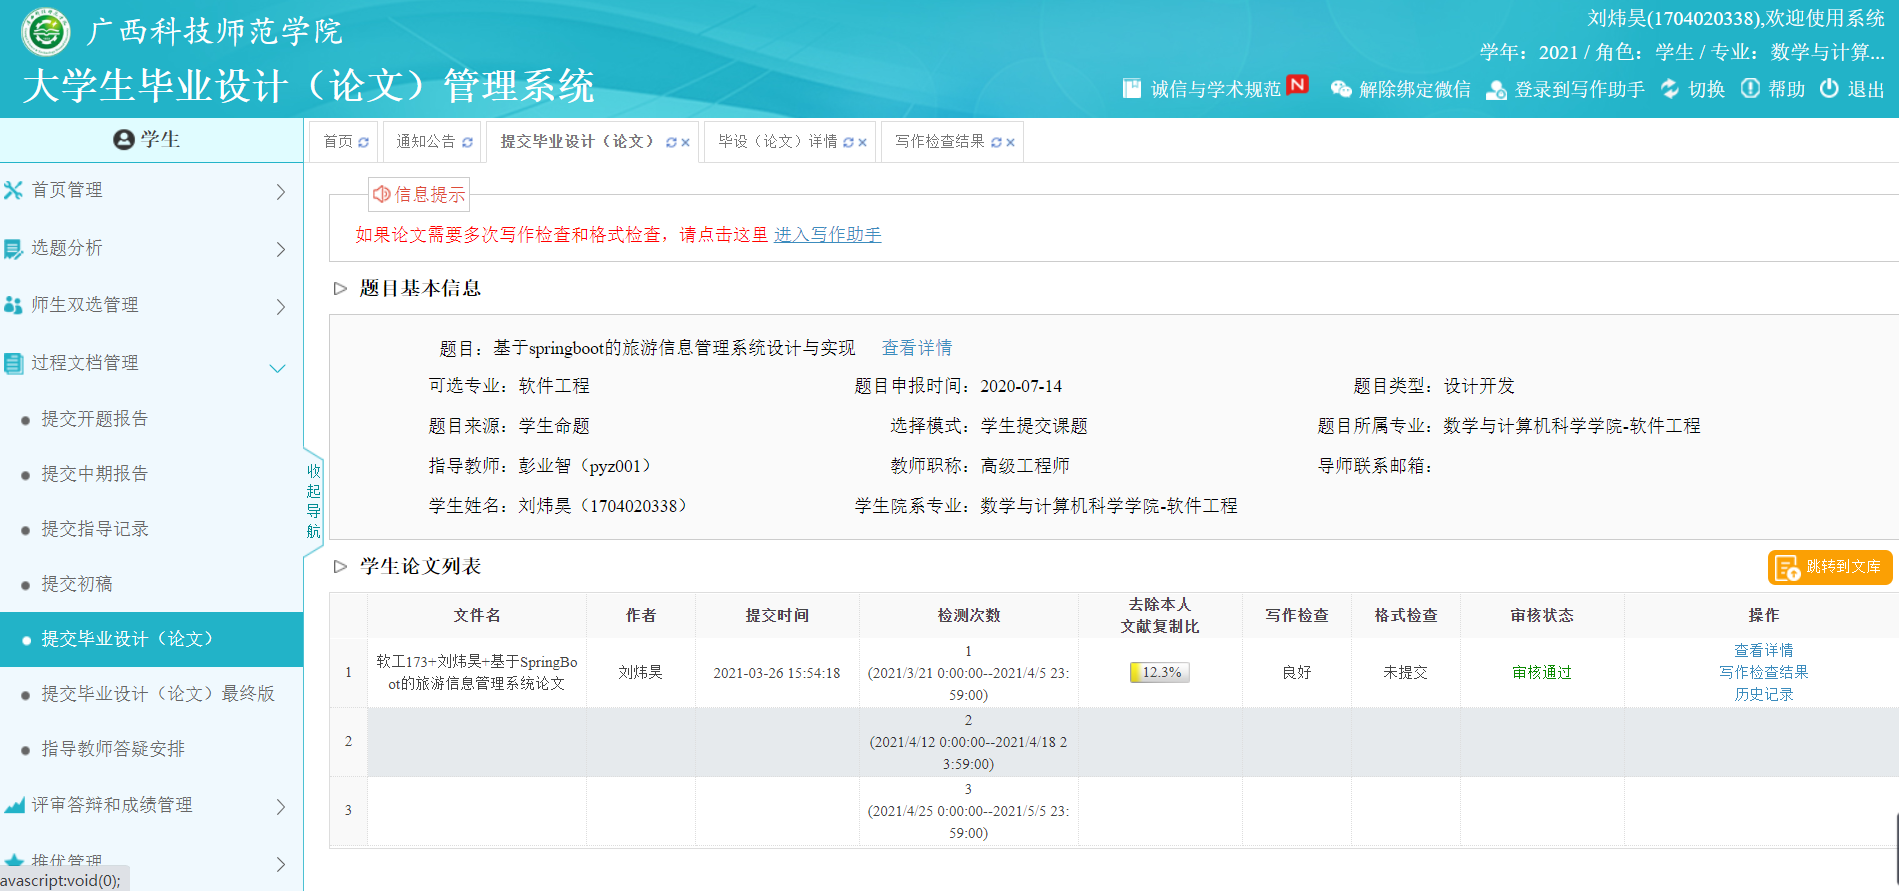 广西科技师范学院
大学生毕业设计（论文）管理系统
刘炜昊(1704020338),欢迎使用系统
学年：2021 / 角色：学生 / 专业：数学与计算...
诚信与学术规范 N 解除绑定微信 登录到写作助手 切换 帮助 退出
学生
首页管理
选题分析
师生双选管理
过程文档管理
提交开题报告
提交中期报告
提交指导记录
提交初稿
提交毕业设计（论文）
提交毕业设计（论文）最终版
指导教师答疑安排
评审答辩和成绩管理
推优管理
avascript:void(0);
收起导航
首页 通知公告 提交毕业设计（论文） 毕设（论文）详情 写作检查结果
信息提示
如果论文需要多次写作检查和格式检查，请点击这里 进入写作助手
题目基本信息
题目：基于springboot的旅游信息管理系统设计与实现 查看详情
可选专业：软件工程 题目申报时间：2020-07-14 题目类型：设计开发
题目来源：学生命题 选择模式：学生提交课题 题目所属专业：数学与计算机科学学院-软件工程
指导教师：彭业智（pyz001） 教师职称：高级工程师 导师联系邮箱：
学生姓名：刘炜昊（1704020338） 学生院系专业：数学与计算机科学学院-软件工程
学生论文列表
跳转到文库
文件名 作者 提交时间 检测次数 去除本人文献复制比 写作检查 格式检查 审核状态 操作
1 软工173+刘炜昊+基于SpringBoot的旅游信息管理系统论文 刘炜昊 2021-03-26 15:54:18 1 (2021/3/21 0:00:00--2021/4/5 23:59:00) 12.3% 良好 未提交 审核通过 查看详情 写作检查结果 历史记录
2 2 (2021/4/12 0:00:00--2021/4/18 23:59:00)
3 3 (2021/4/25 0:00:00--2021/5/5 23:59:00)